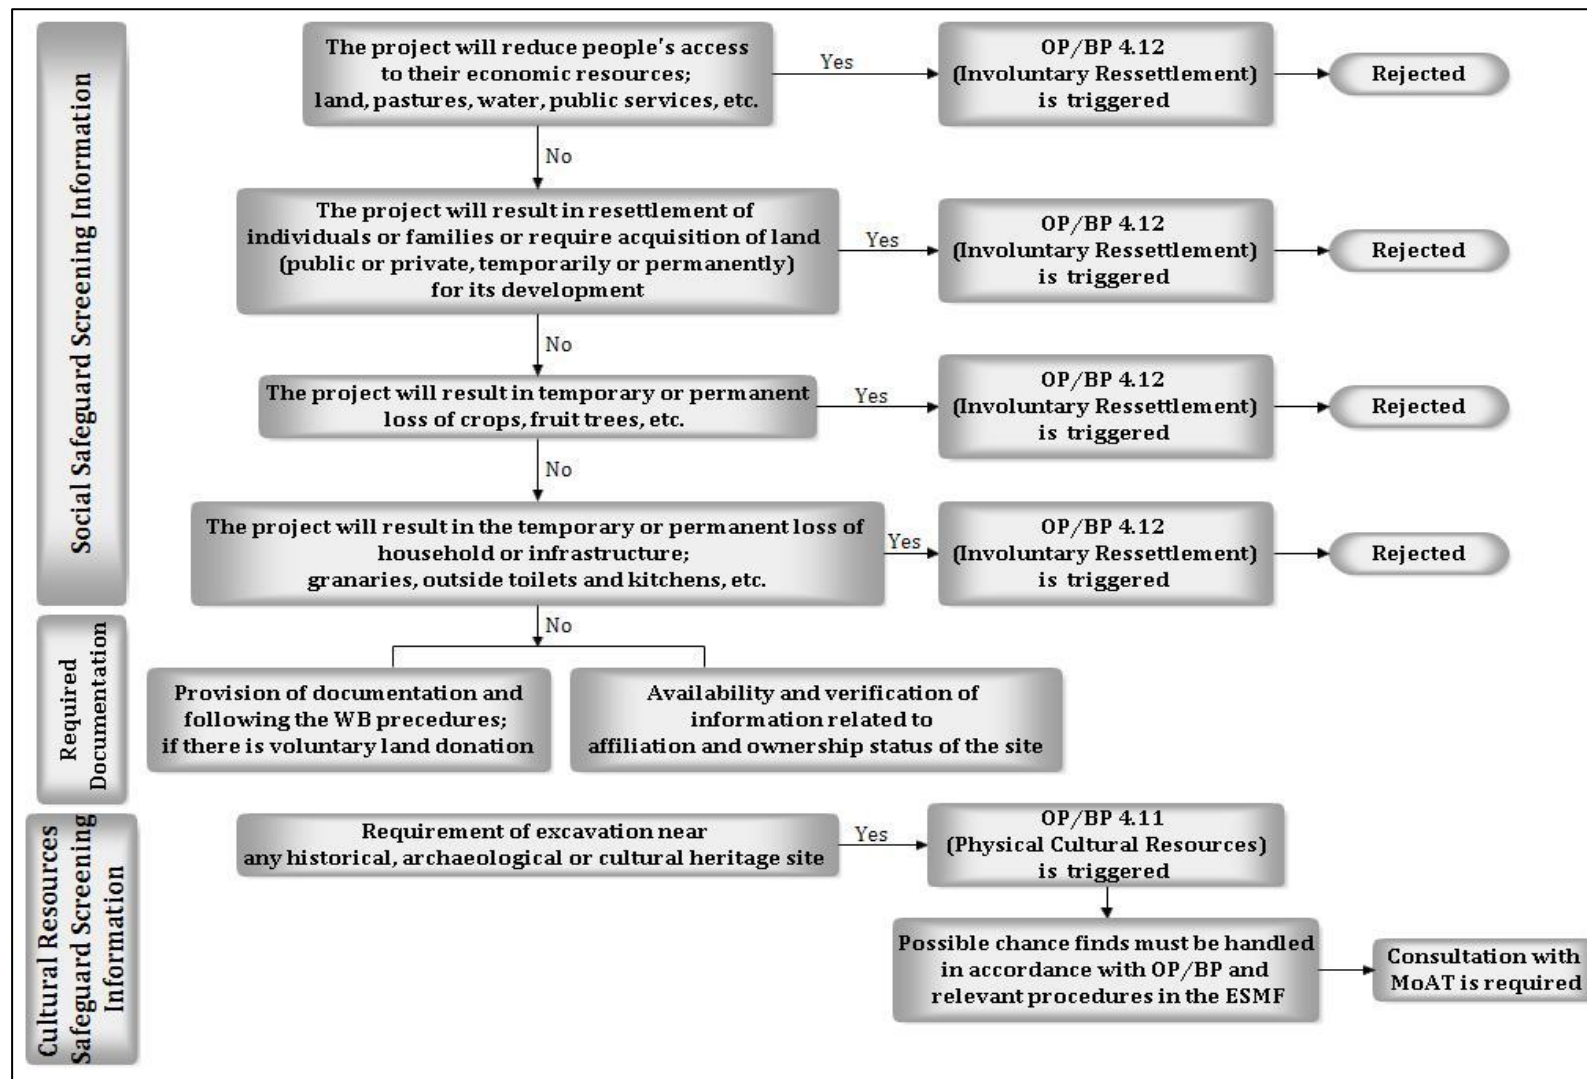 Social Safeguard Screening Information
The project will reduce people's access
to their economic resources;
land, pastures, water, public services, etc.
Yes
OP/BP 4.12
(Involuntary Ressettlement)
is triggered
Rejected
No
The project will result in resettlement of
individuals or families or require acquisition of land
(public or private, temporarily or permanently)
for its development
Yes
OP/BP 4.12
(Involuntary Ressettlement)
is triggered
Rejected
No
The project will result in temporary or permanent
loss of crops, fruit trees, etc.
Yes
OP/BP 4.12
(Involuntary Ressettlement)
is triggered
Rejected
No
The project will result in the temporary or permanent loss of
household or infrastructure;
granaries, outside toilets and kitchens, etc.
Yes
OP/BP 4.12
(Involuntary Ressettlement)
is triggered
Rejected
No
Required
Documentation
Provision of documentation and
following the WB precedures;
if there is voluntary land donation
Availability and verification of
information related to
affiliation and ownership status of the site
Cultural Resources
Safeguard Screening
Information
Requirement of excavation near
any historical, archaeological or cultural heritage site
Yes
OP/BP 4.11
(Physical Cultural Resources)
is triggered
Possible chance finds must be handled
in accordance with OP/BP and
relevant procedures in the ESMF
Consultation with
MoAT is required